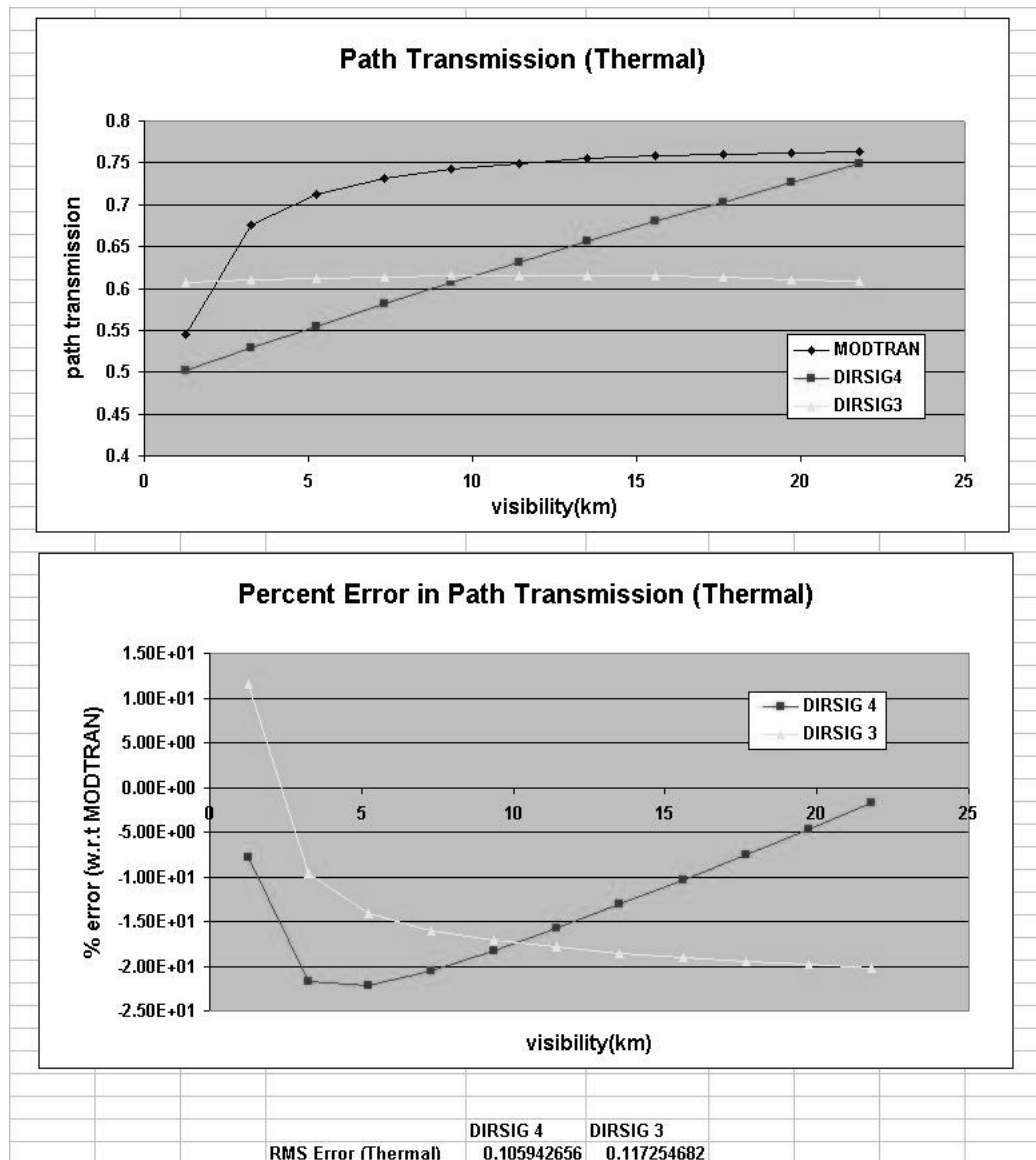 Path Transmission (Thermal)
path transmission
0.8
0.75
0.7
0.65
0.6
0.55
0.5
0.45
0.4
0 5 10 15 20 25
visibility(km)
MODTRAN
DIRSIG4
DIRSIG3
Percent Error in Path Transmission (Thermal)
% error (w.r.t MODTRAN)
1.50E+01
1.00E+01
5.00E+00
0.00E+00
-5.00E+00
-1.00E+01
-1.50E+01
-2.00E+01
-2.50E+01
0 5 10 15 20 25
DIRSIG 4
DIRSIG 3
visibility(km)
DIRSIG 4 DIRSIG 3
RMS Error (Thermal) 0.105942656 0.117254682